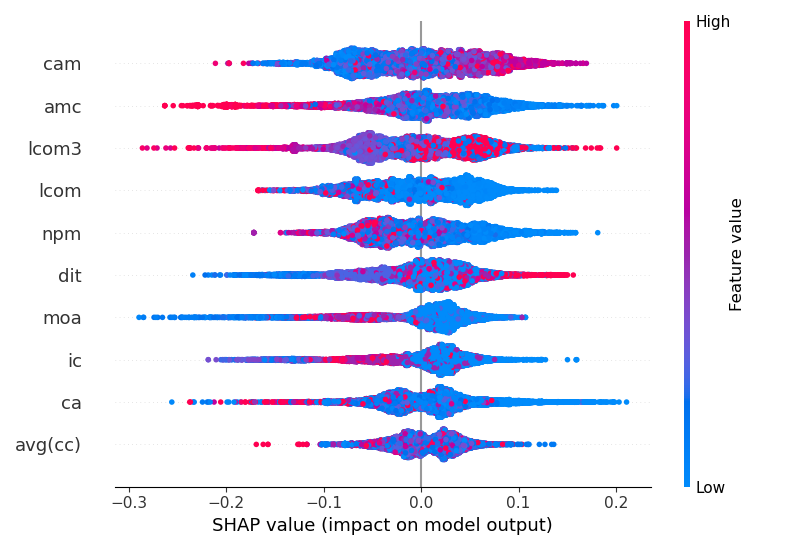 High
cam
amc
lcom3
lcom
npm
dit
moa
ic
ca
avg(cc)
Feature value
Low
−0.3 −0.2 −0.1 0.0 0.1 0.2
SHAP value (impact on model output)